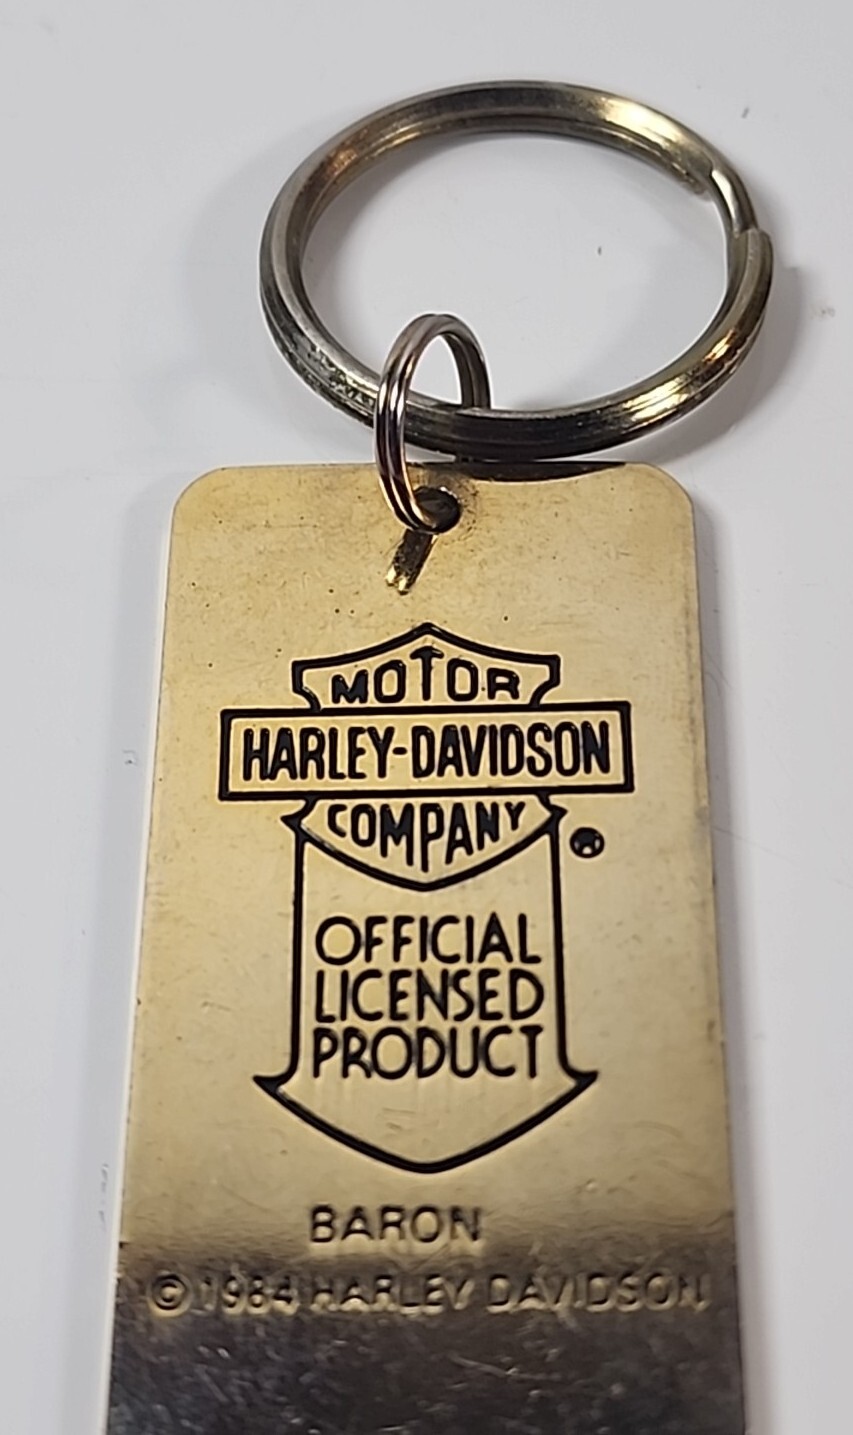 MOTOR
HARLEY-DAVIDSON
COMPANY
®
OFFICIAL
LICENSED
PRODUCT
BARON
© 1984 HARLEY DAVIDSON